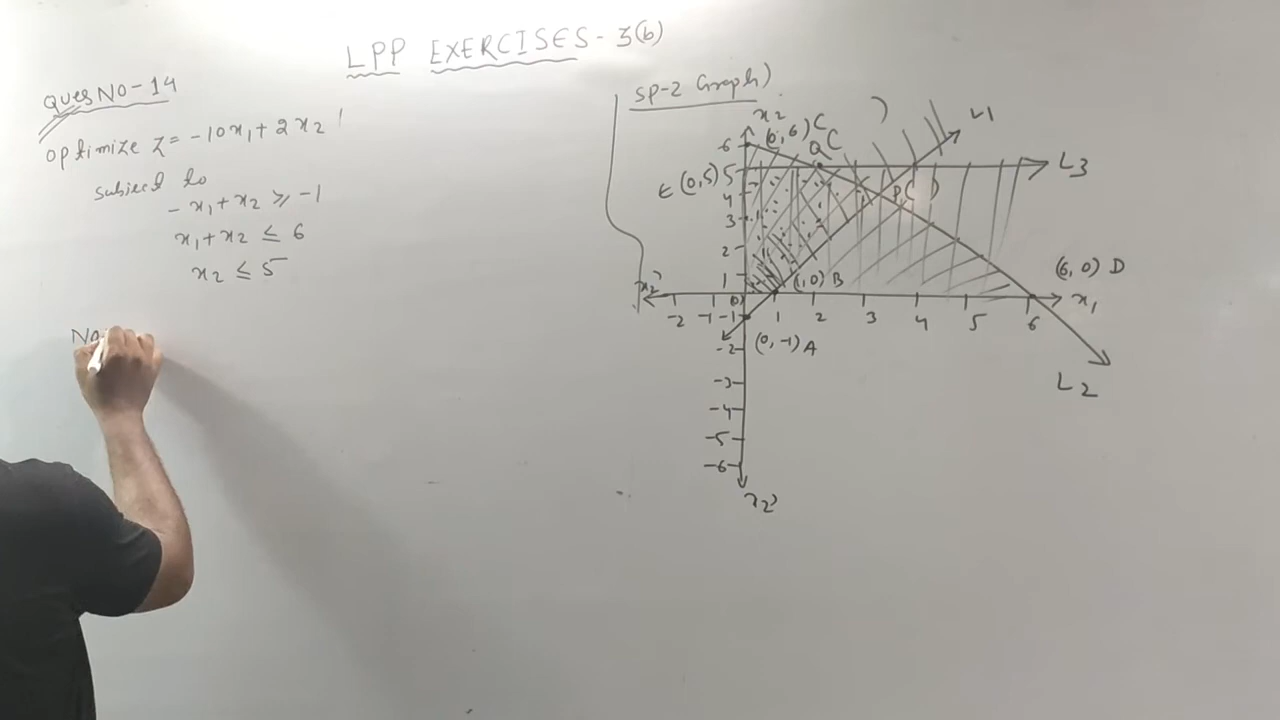 LPP EXERCISES - 3(b)
Ques No - 14
optimize Z = -10x₁ + 2x₂
subject to
-x₁ + x₂ ≥ -1
x₁ + x₂ ≤ 6
x₂ ≤ 5
No
SP-2 Graph)
x₂
(0, 6) C
Q(
)
L1
L3
E (0, 5)
P( )
(1, 0) B
(6, 0) D
x₁
x₂'
(0, -1) A
L2
6
5
4
3
2
1
0
-2 -1 1 2 3 4 5 6
-1
-2
-3
-4
-5
-6
x₂'